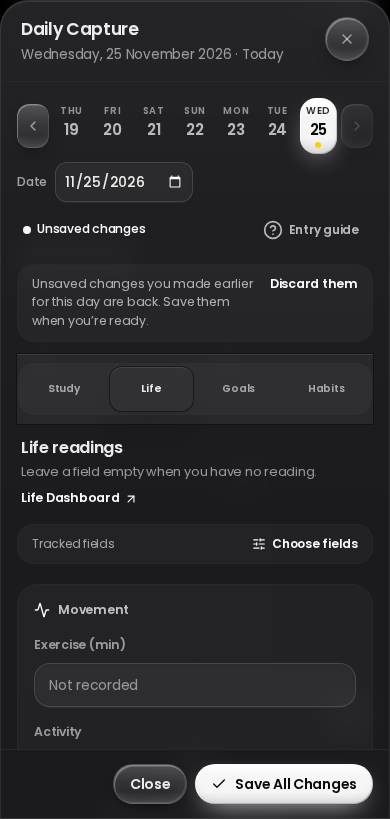 Daily Capture
Wednesday, 25 November 2026 · Today
THU FRI SAT SUN MON TUE WED
19 20 21 22 23 24 25
Date 11/25/2026
Unsaved changes Entry guide
Unsaved changes you made earlier for this day are back. Save them when you're ready.
Discard them
Study Life Goals Habits
Life readings
Leave a field empty when you have no reading.
Life Dashboard
Tracked fields Choose fields
Movement
Exercise (min)
Not recorded
Activity
Close Save All Changes